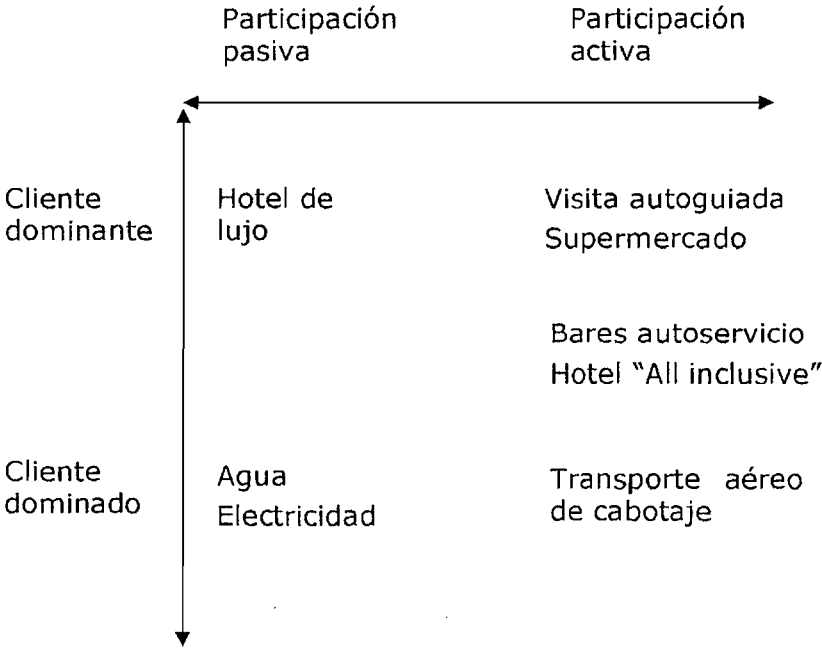 Participación
pasiva
Participación
activa
Cliente
dominante
Hotel de
lujo
Visita autoguiada
Supermercado
Bares autoservicio
Hotel “All inclusive”
Cliente
dominado
Agua
Electricidad
Transporte aéreo
de cabotaje